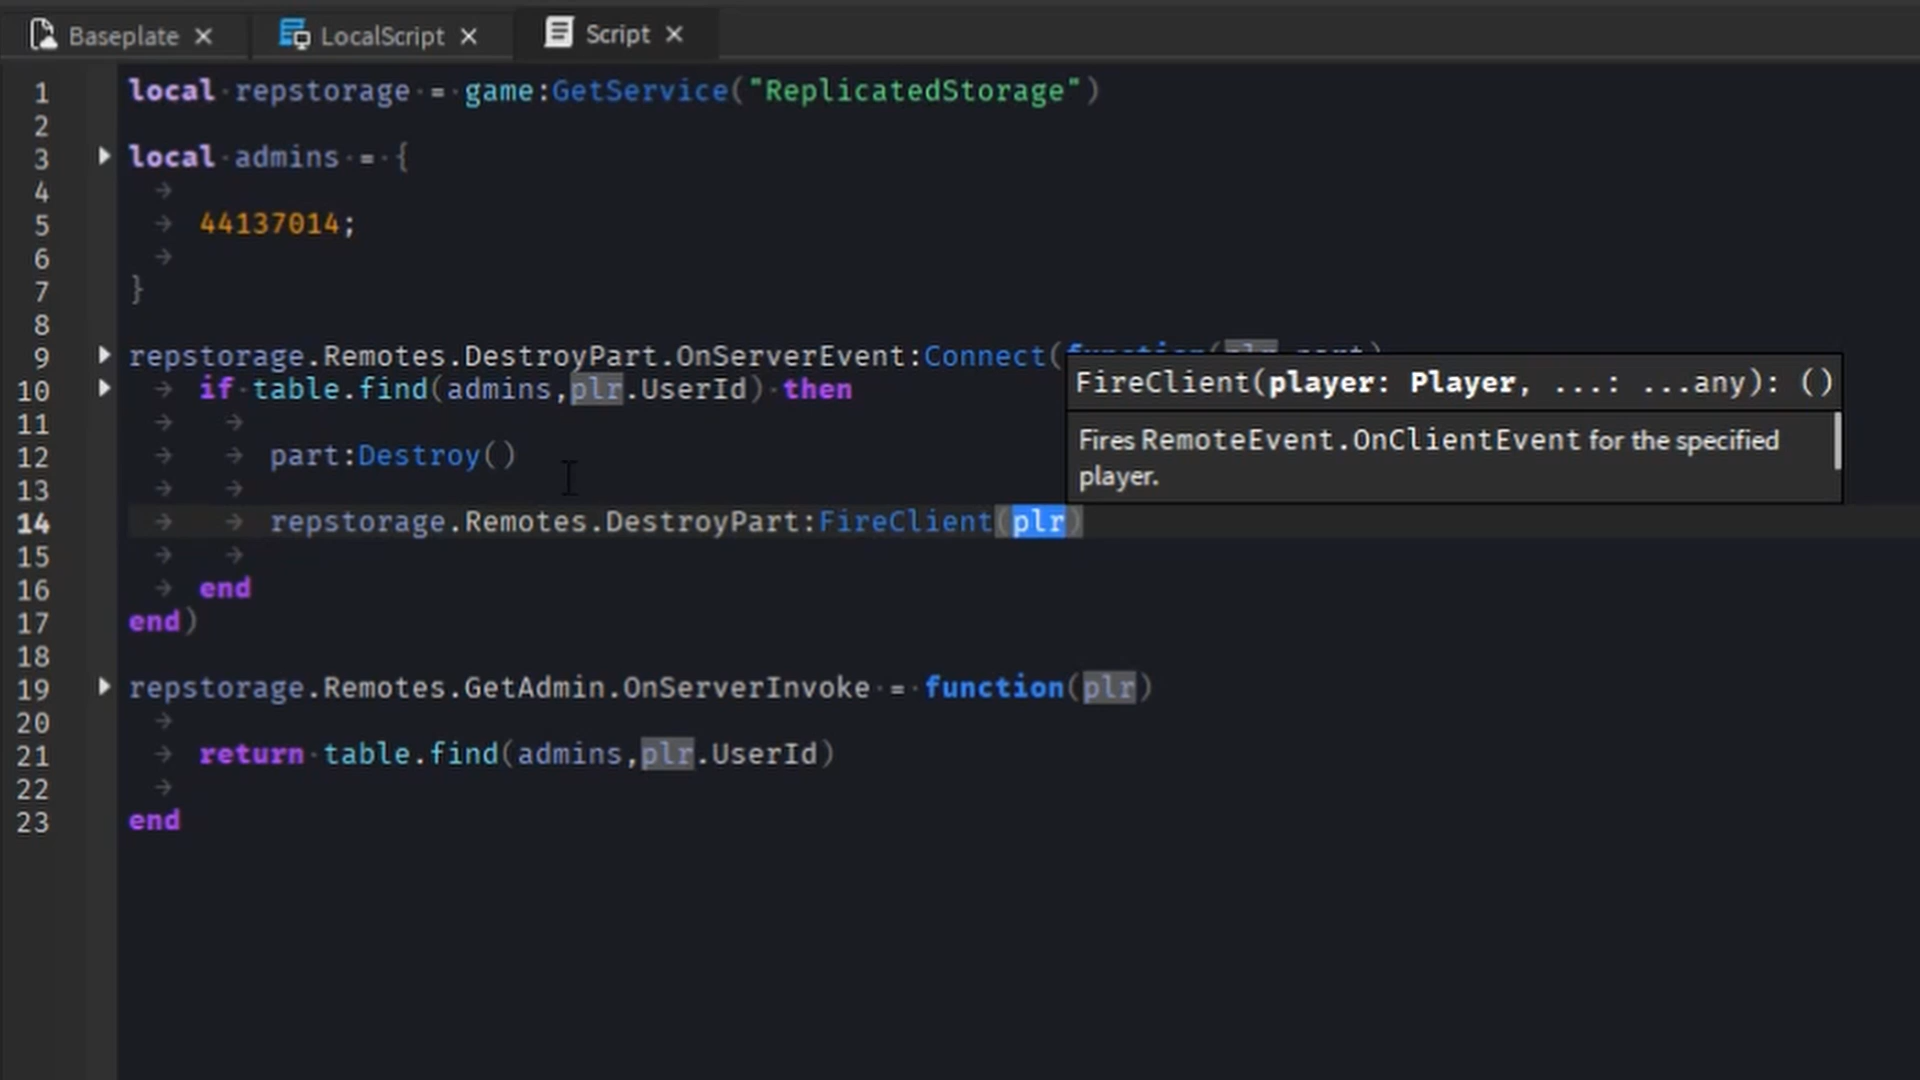 Baseplate × LocalScript × Script ×
1 local repstorage = game:GetService("ReplicatedStorage")
2
3 local admins = {
4
5 44137014;
6
7 }
8
9 repstorage.Remotes.DestroyPart.OnServerEvent:Connect(function(plr,part)
10 if table.find(admins,plr.UserId) then
FireClient(player: Player, ...: ...any): ()
11
12 part:Destroy()
Fires RemoteEvent.OnClientEvent for the specified
player.
13
14 repstorage.Remotes.DestroyPart:FireClient(plr)
15
16 end
17 end)
18
19 repstorage.Remotes.GetAdmin.OnServerInvoke = function(plr)
20
21 return table.find(admins,plr.UserId)
22
23 end